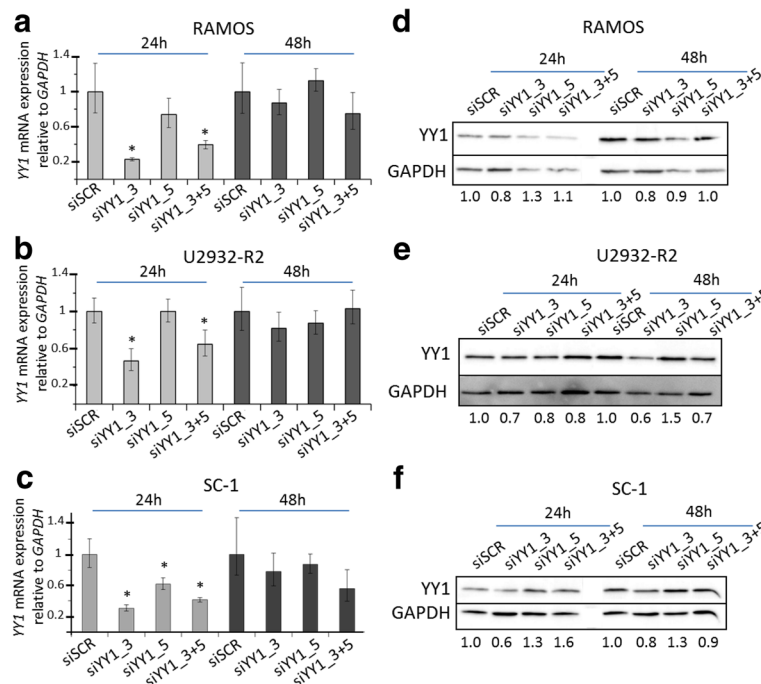 a
RAMOS
24h 48h
YY1 mRNA expression
relative to GAPDH
1.4
1
0.6
0.2
siSCR siYY1_3 siYY1_5 siYY1_3+5 siSCR siYY1_3 siYY1_5 siYY1_3+5
* *
b
U2932-R2
24h 48h
YY1 mRNA expression
relative to GAPDH
1.4
1
0.6
0.2
siSCR siYY1_3 siYY1_5 siYY1_3+5 siSCR siYY1_3 siYY1_5 siYY1_3+5
* *
c
SC-1
24h 48h
YY1 mRNA expression
relative to GAPDH
1.4
1
0.6
0.2
siSCR siYY1_3 siYY1_5 siYY1_3+5 siSCR siYY1_3 siYY1_5 siYY1_3+5
* * *
d
RAMOS
24h 48h
siSCR siYY1_3 siYY1_5 siYY1_3+5 siSCR siYY1_3 siYY1_5 siYY1_3+5
YY1
GAPDH
1.0 0.8 1.3 1.1 1.0 0.8 0.9 1.0
e
U2932-R2
24h 48h
siSCR siYY1_3 siYY1_5 siYY1_3+5 siSCR siYY1_3 siYY1_5 siYY1_3+5
YY1
GAPDH
1.0 0.7 0.8 0.8 1.0 0.6 1.5 0.7
f
SC-1
24h 48h
siSCR siYY1_3 siYY1_5 siYY1_3+5 siSCR siYY1_3 siYY1_5 siYY1_3+5
YY1
GAPDH
1.0 0.6 1.3 1.6 1.0 0.8 1.3 0.9